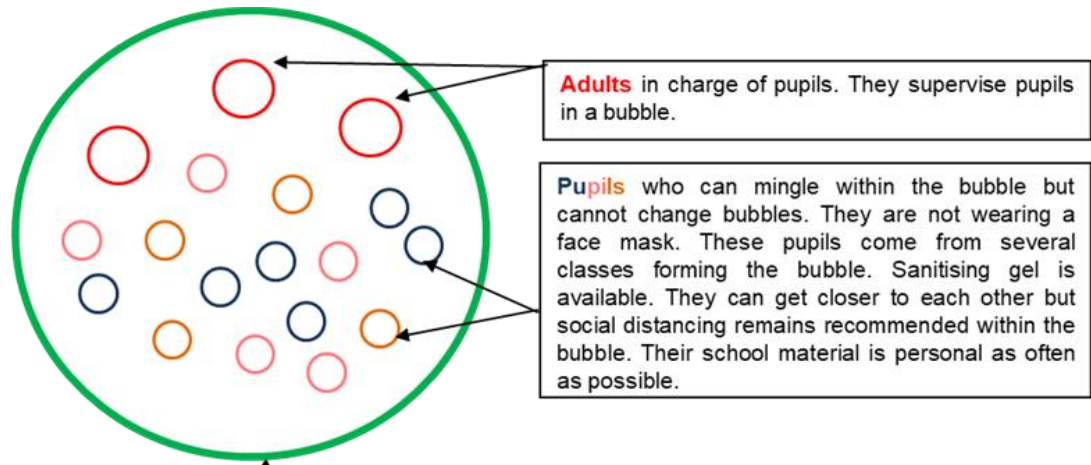 Adults in charge of pupils. They supervise pupils
in a bubble.
Pupils who can mingle within the bubble but
cannot change bubbles. They are not wearing a
face mask. These pupils come from several
classes forming the bubble. Sanitising gel is
available. They can get closer to each other but
social distancing remains recommended within the
bubble. Their school material is personal as often
as possible.